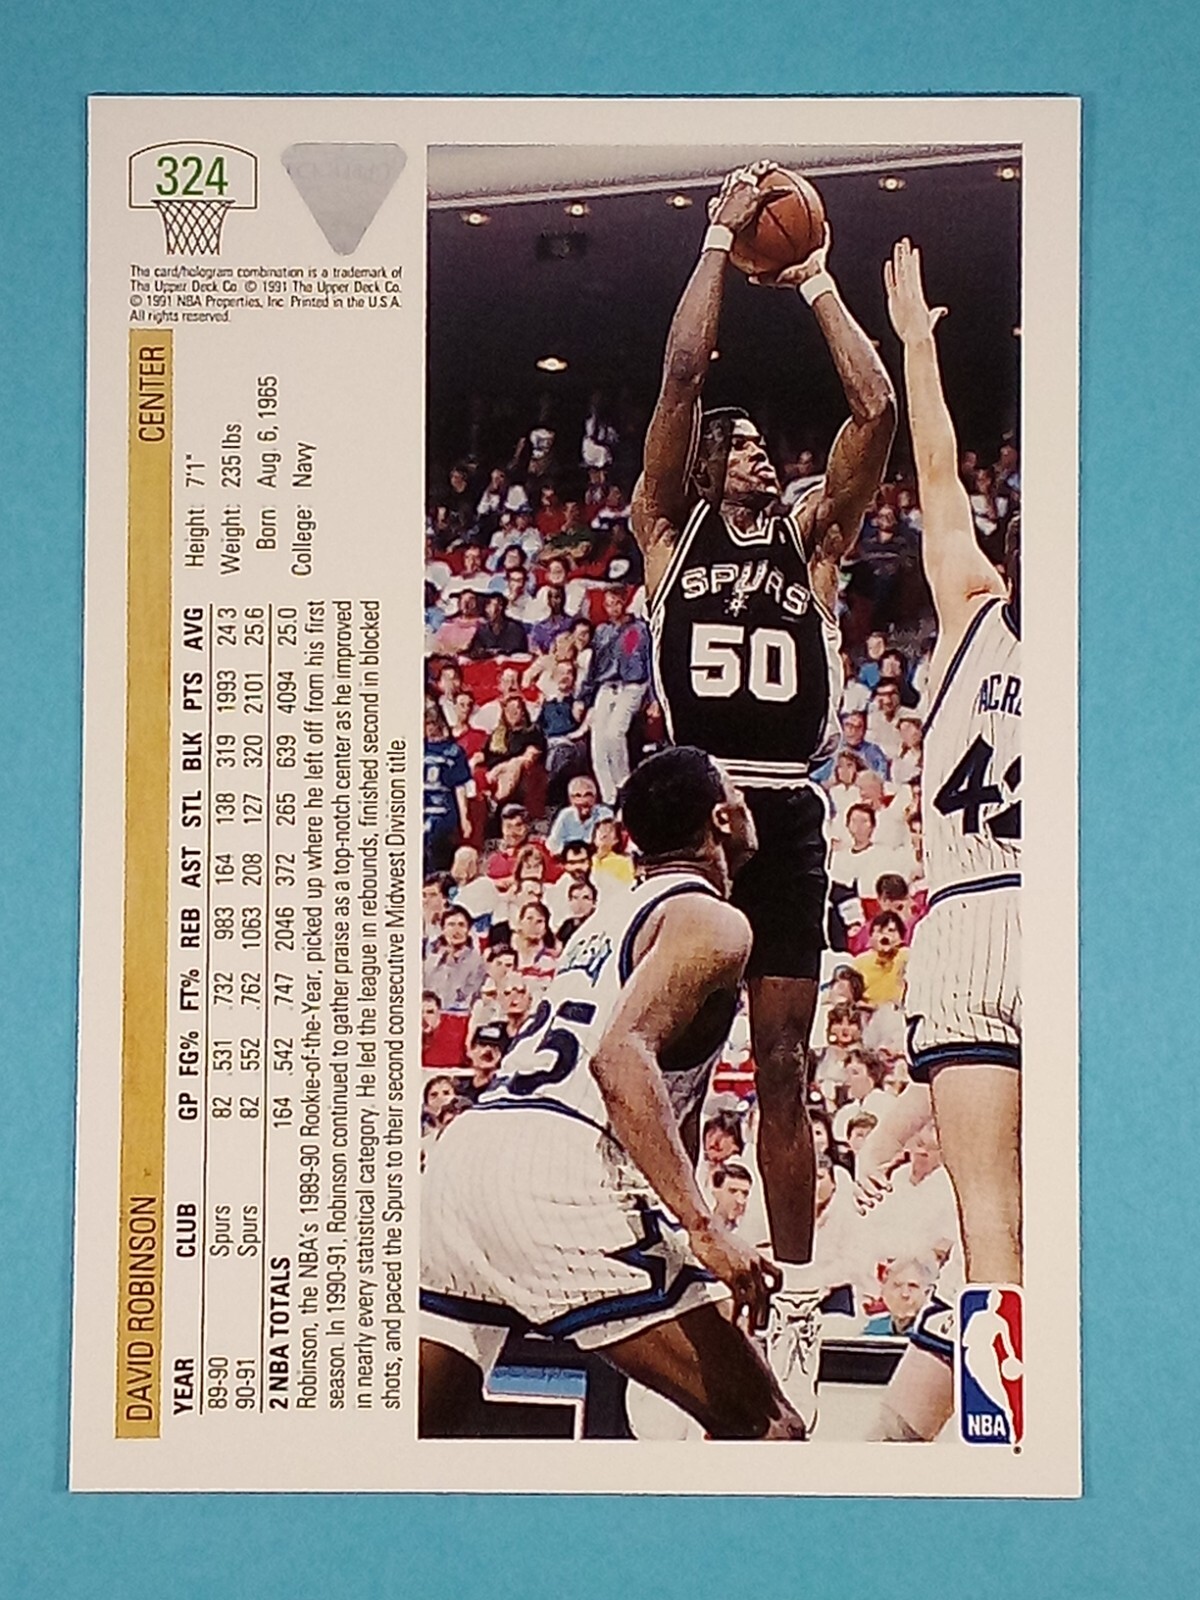 324
The card/hologram combination is a trademark of
The Upper Deck Co. © 1991 The Upper Deck Co.
© 1991 NBA Properties, Inc. Printed in the U.S.A.
All rights reserved.
DAVID ROBINSON CENTER
Height: 7'1"
Weight: 235 lbs
Born Aug. 6, 1965
College: Navy
YEAR CLUB GP FG% FT% REB AST STL BLK PTS AVG
89-90 Spurs 82 .531 .732 983 164 138 319 1993 24.3
90-91 Spurs 82 .552 .762 1063 208 127 320 2101 25.6
2 NBA TOTALS 164 .542 .747 2046 372 265 639 4094 25.0
Robinson, the NBA's 1989-90 Rookie-of-the-Year, picked up where he left off from his first
season. In 1990-91, Robinson continued to gather praise as a top-notch center as he improved
in nearly every statistical category. He led the league in rebounds, finished second in blocked
shots, and paced the Spurs to their second consecutive Midwest Division title.
SPURS
50
ACRE
42
25
NBA